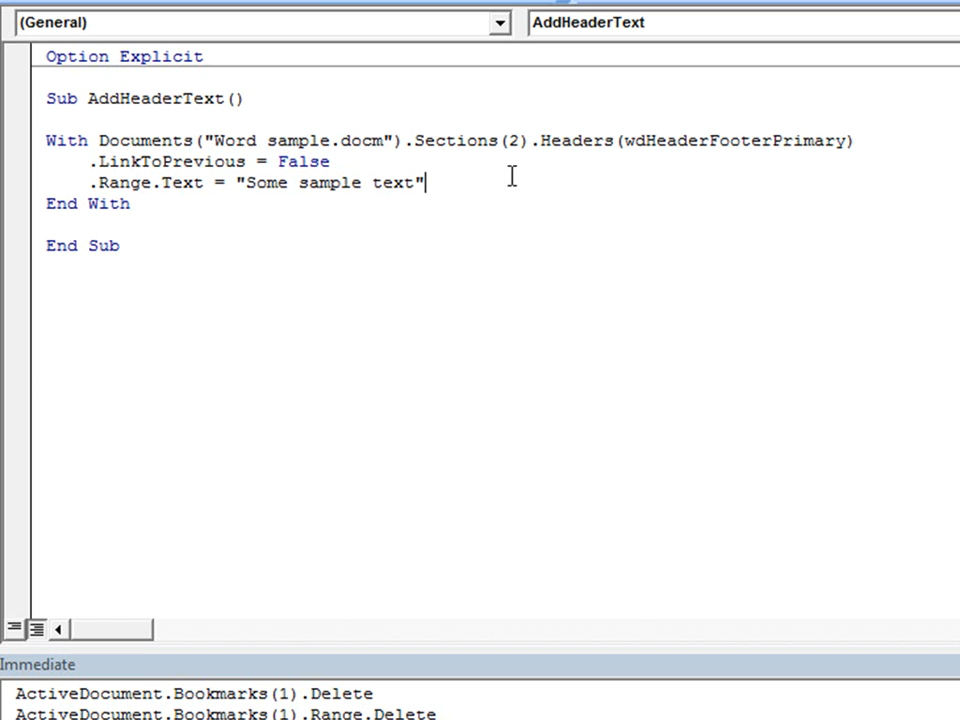 (General)
AddHeaderText
Option Explicit
Sub AddHeaderText()
With Documents("Word sample.docm").Sections(2).Headers(wdHeaderFooterPrimary)
.LinkToPrevious = False
.Range.Text = "Some sample text"
End With
End Sub
Immediate
ActiveDocument.Bookmarks(1).Delete
ActiveDocument.Bookmarks(1).Range.Delete